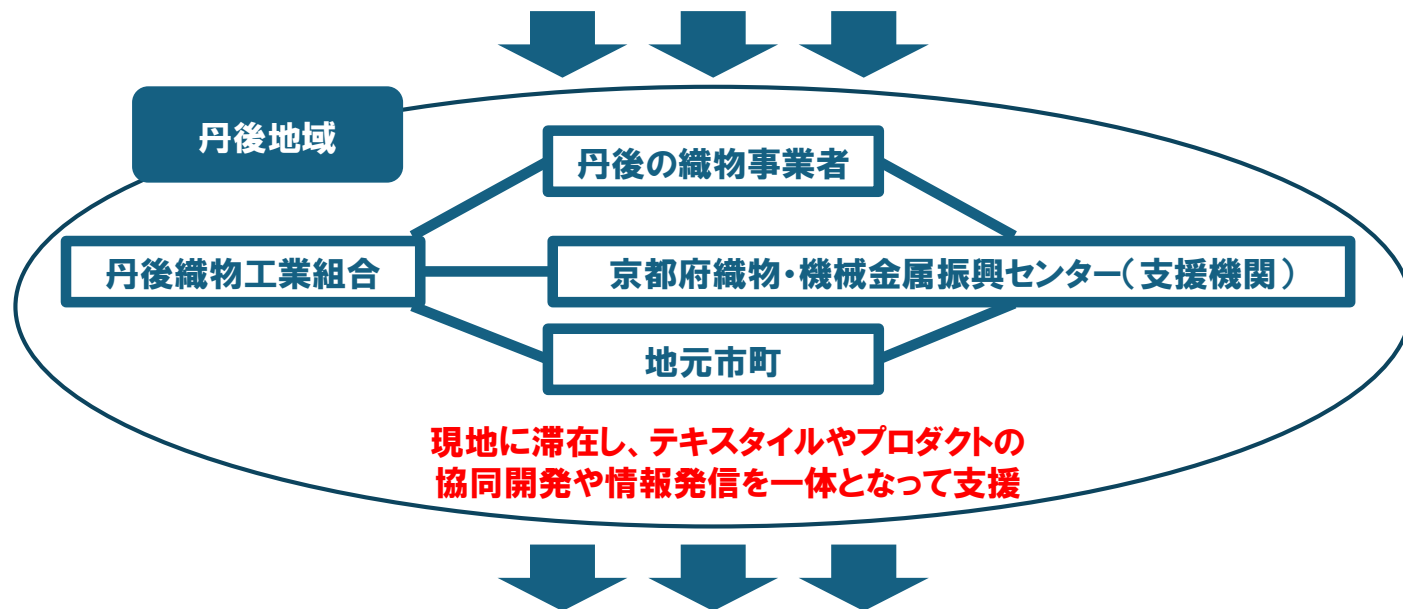 丹後地域
丹後の織物事業者
丹後織物工業組合
京都府織物・機械金属振興センター（支援機関）
地元市町
現地に滞在し、テキスタイルやプロダクトの
協同開発や情報発信を一体となって支援